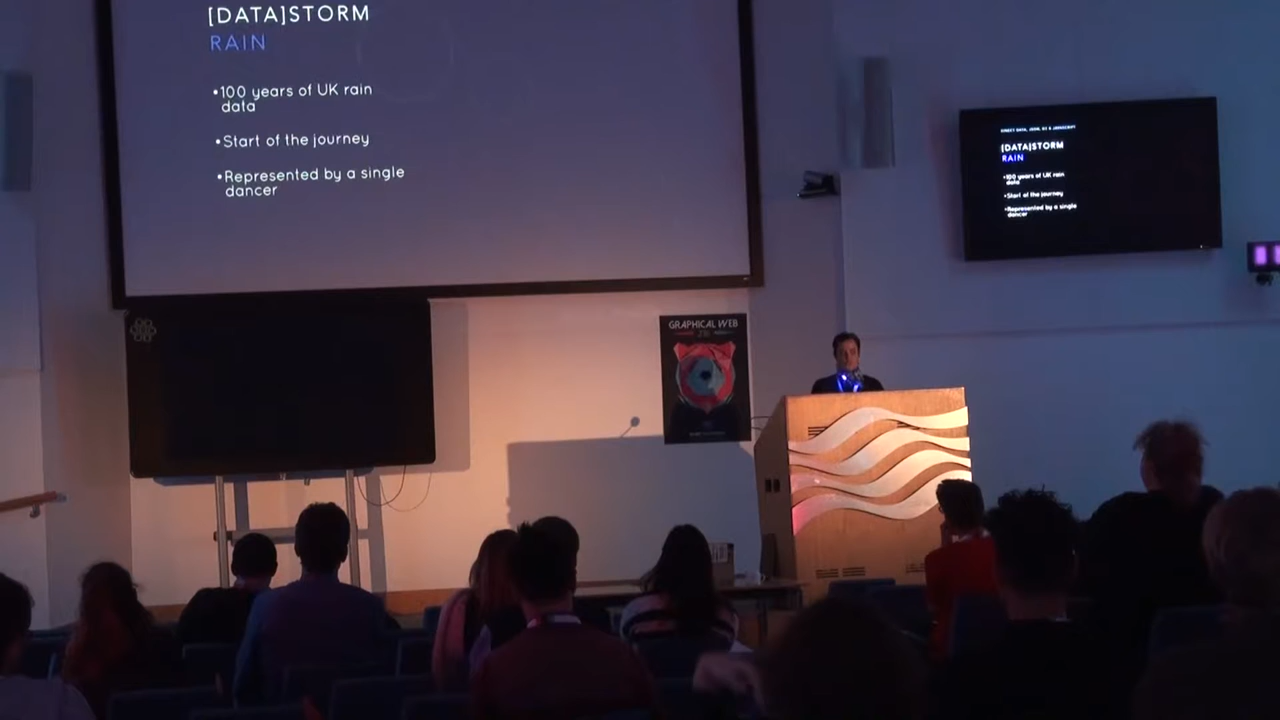 [DATA]STORM
RAIN
•100 years of UK rain
data
•Start of the journey
•Represented by a single
dancer
[DATA]STORM
RAIN
•100 years of UK rain
data
•Start of the journey
•Represented by a single
dancer
GRAPHICAL WEB